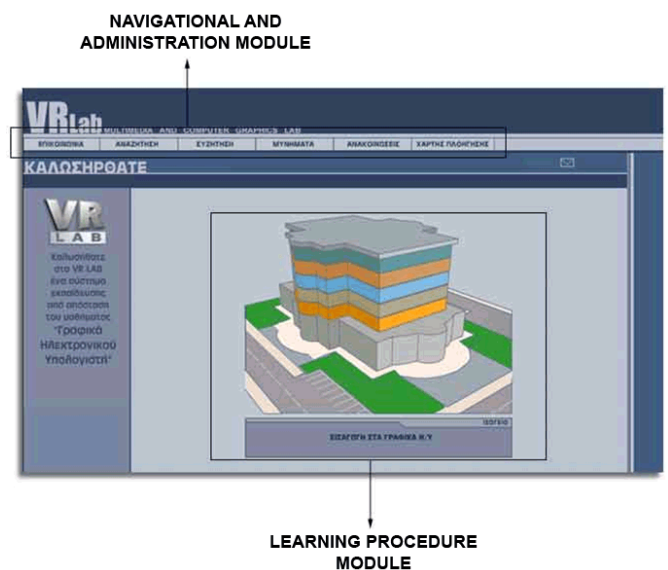 NAVIGATIONAL AND
ADMINISTRATION MODULE
VRLab
MULTIMEDIA AND COMPUTER GRAPHICS LAB
ΕΠΙΚΟΙΝΩΝΙΑ ΑΝΑΖΗΤΗΣΗ ΣΥΖΗΤΗΣΗ ΜΥΝΗΜΑΤΑ ΑΝΑΚΟΙΝΩΣΕΙΣ ΧΑΡΤΗΣ ΠΛΟΗΓΗΣΗΣ
ΚΑΛΩΣΗΡΘΑΤΕ
VR
LAB
Καλωσήλθατε
στο VR LAB
ένα σύστημα
εκπαίδευσης
από απόσταση
του μαθήματος
"Γραφικά
Ηλεκτρονικού
Υπολογιστή"
ΙΣΟΓΕΙΟ
ΕΙΣΑΓΩΓΗ ΣΤΑ ΓΡΑΦΙΚΑ Η/Υ
LEARNING PROCEDURE
MODULE